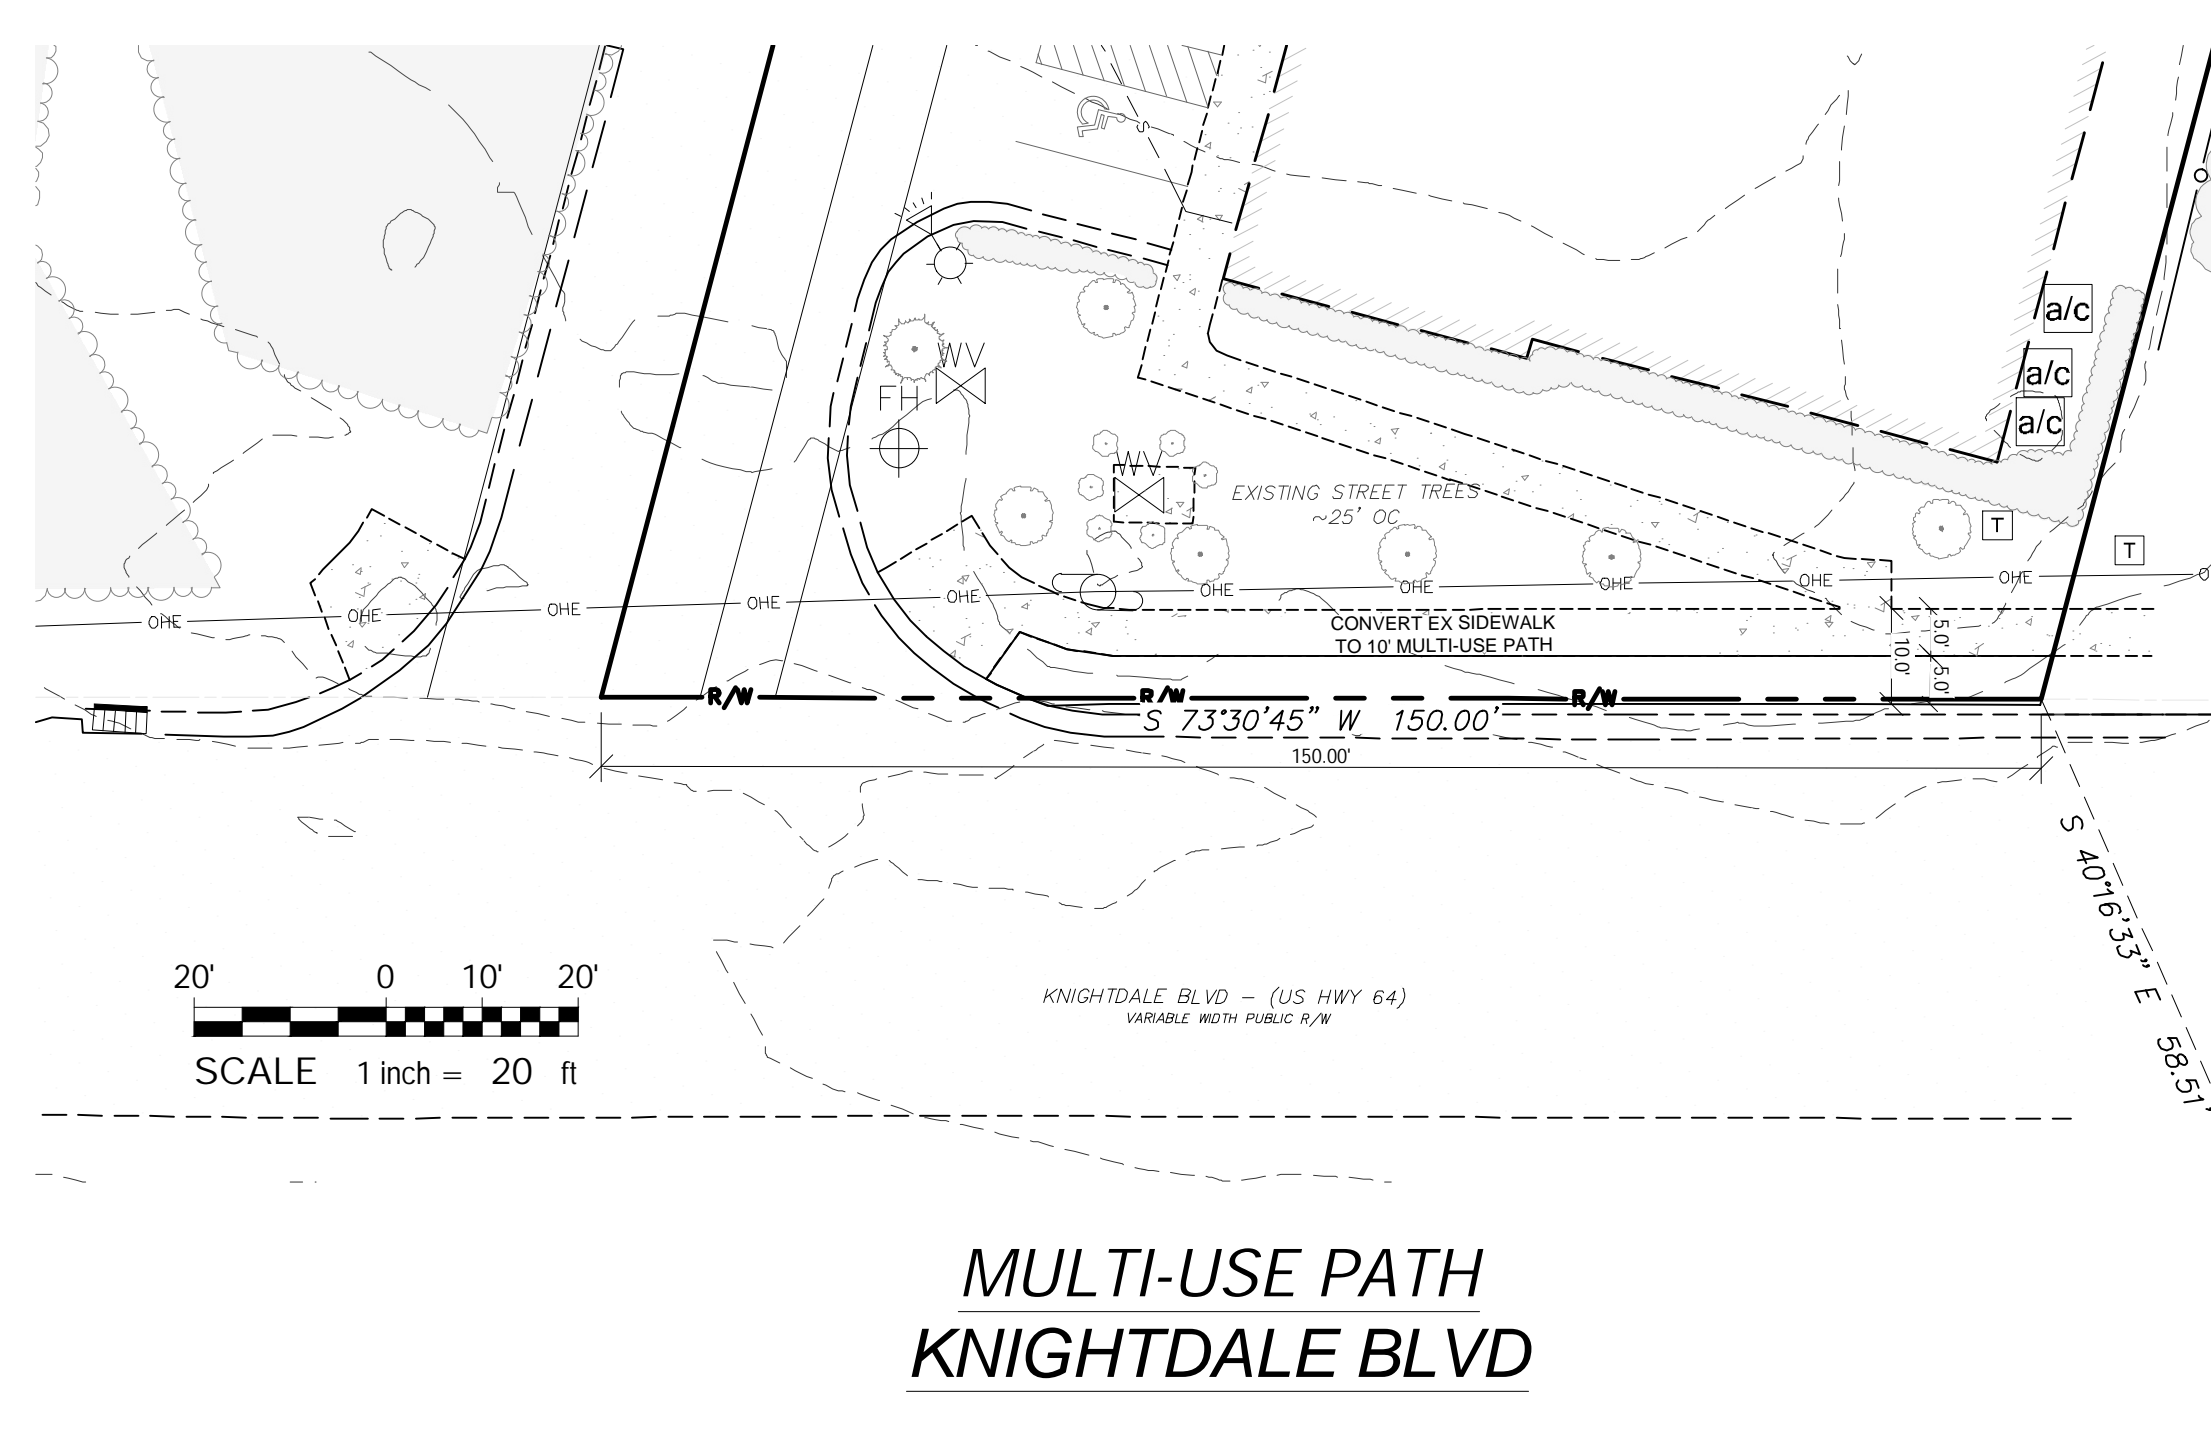 S
a/c
a/c
a/c
WV
FH
WV
EXISTING STREET TREES
~25' OC
T
T
OHE
OHE
OHE
OHE
OHE
OHE
OHE
OHE
OHE
OHE
CONVERT EX SIDEWALK
TO 10' MULTI-USE PATH
10.0'
5.0'
5.0'
R/W
R/W
R/W
S 73°30'45" W 150.00'
150.00'
S 40°16'33" E 58.51'
20' 0 10' 20'
SCALE 1 inch = 20 ft
KNIGHTDALE BLVD - (US HWY 64)
VARIABLE WIDTH PUBLIC R/W
MULTI-USE PATH
KNIGHTDALE BLVD